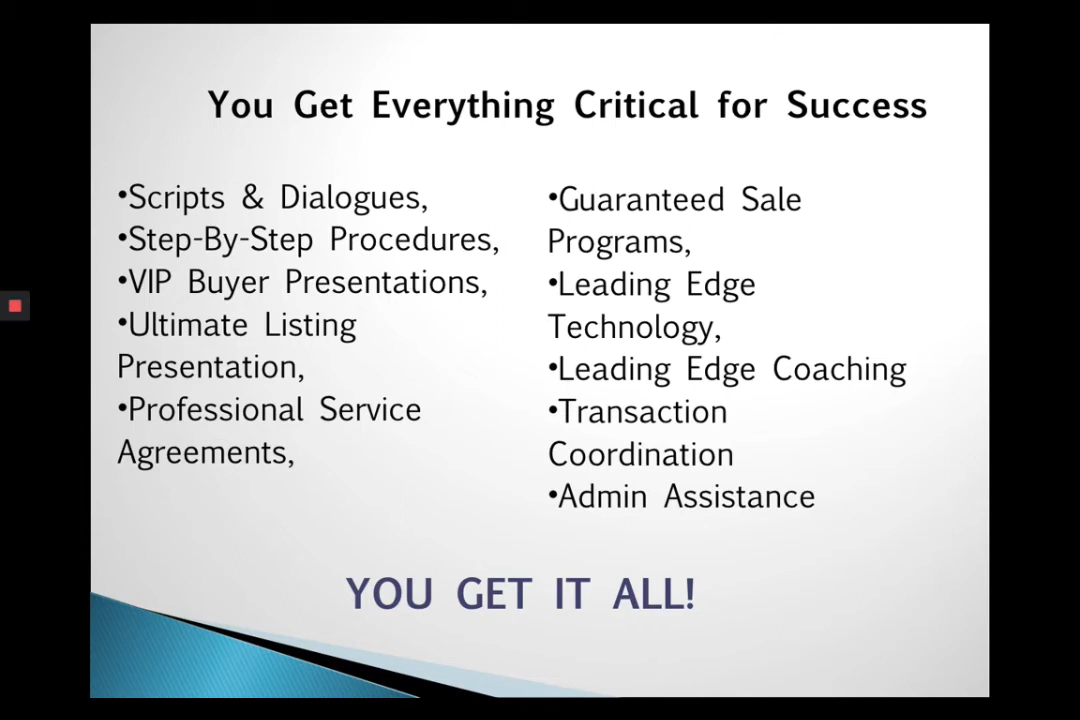 You Get Everything Critical for Success
•Scripts & Dialogues,
•Step-By-Step Procedures,
•VIP Buyer Presentations,
•Ultimate Listing
Presentation,
•Professional Service
Agreements,
•Guaranteed Sale
Programs,
•Leading Edge
Technology,
•Leading Edge Coaching
•Transaction
Coordination
•Admin Assistance
YOU GET IT ALL!